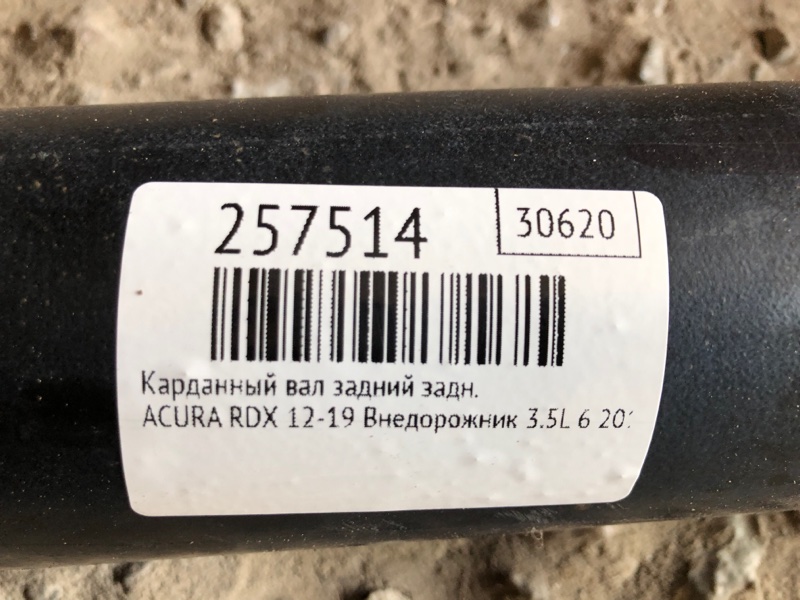 257514
30620
Карданный вал задний задн.
ACURA RDX 12-19 Внедорожник 3.5L 6